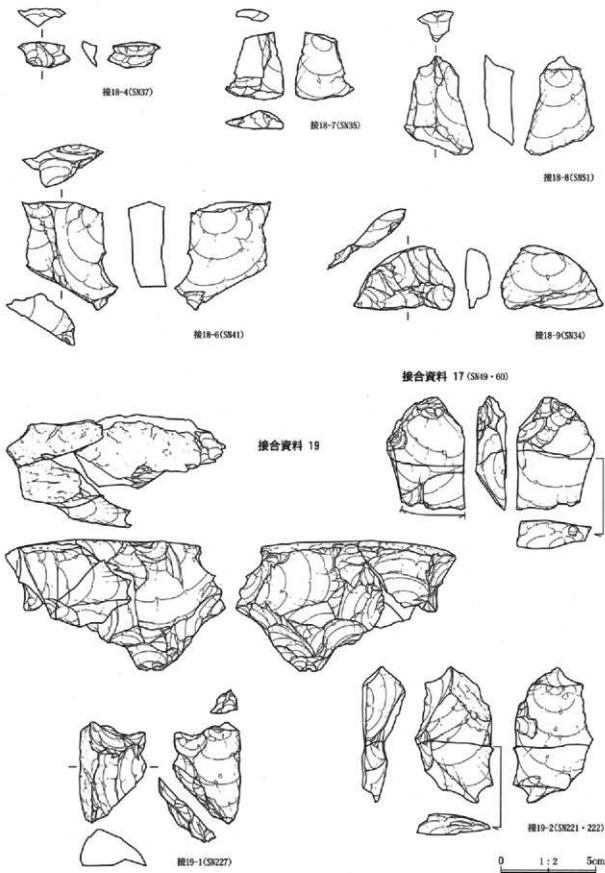 接18-4(SN37)
接18-7(SN35)
接18-8(SN51)
接18-6(SN41)
接18-9(SN34)
接合資料 17 (SN49・60)
接合資料 19
接19-1(SN227)
接19-2(SN221・222)
0 1:2 5cm